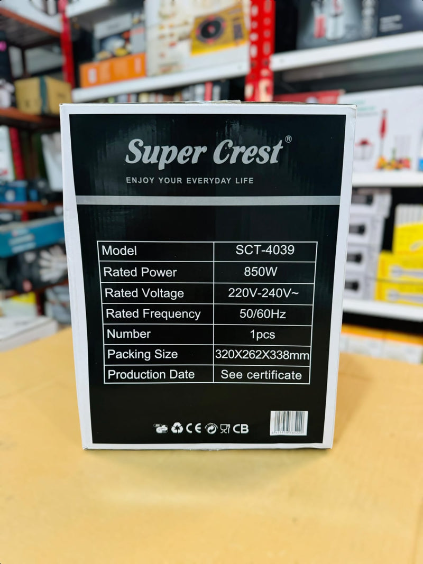 Super Crest®
ENJOY YOUR EVERYDAY LIFE
Model SCT-4039
Rated Power 850W
Rated Voltage 220V-240V~
Rated Frequency 50/60Hz
Number 1pcs
Packing Size 320X262X338mm
Production Date See certificate
CE CB